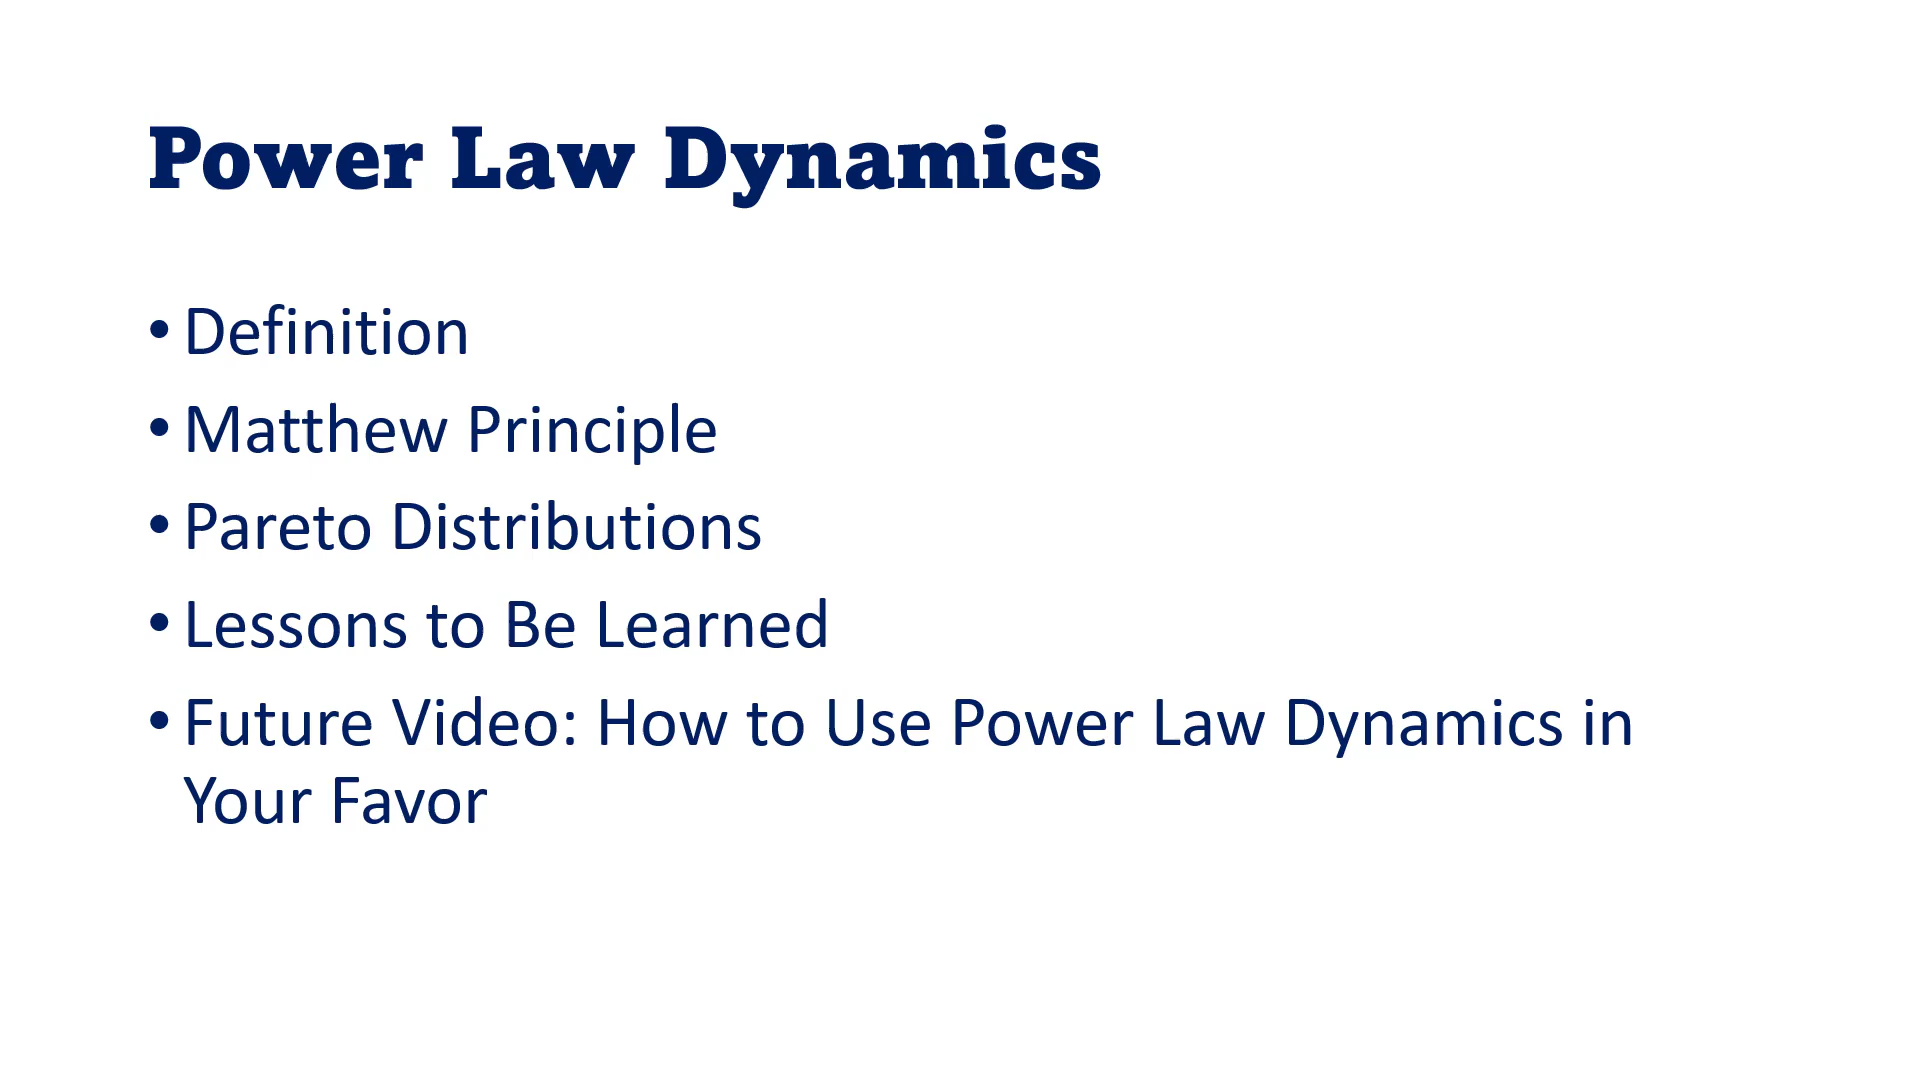 Power Law Dynamics
• Definition
• Matthew Principle
• Pareto Distributions
• Lessons to Be Learned
• Future Video: How to Use Power Law Dynamics in
Your Favor